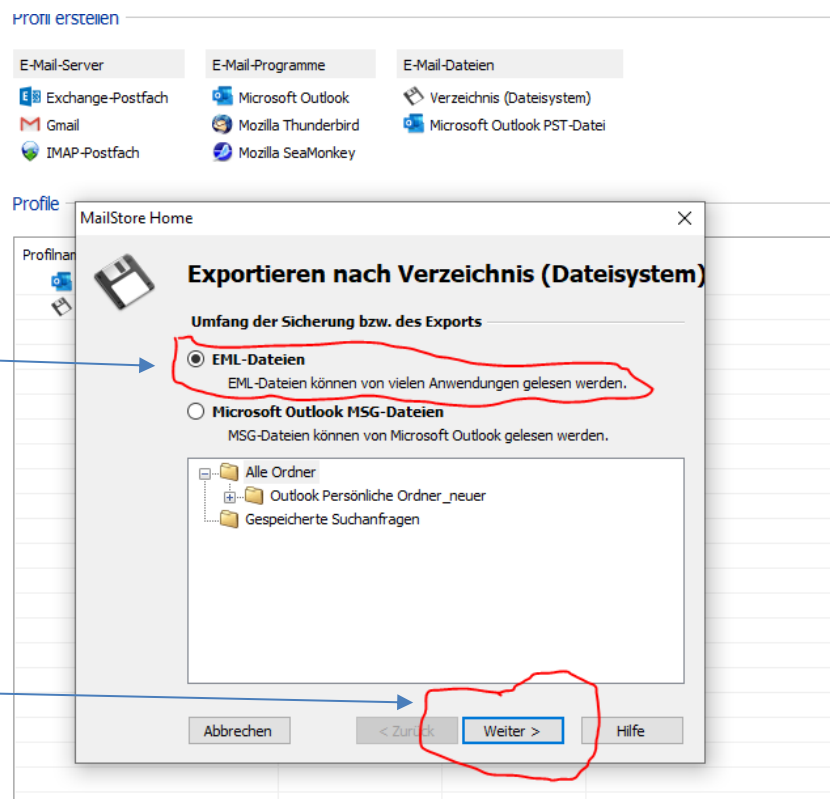 Profil erstellen
E-Mail-Server
E-Mail-Programme
E-Mail-Dateien
Exchange-Postfach
Microsoft Outlook
Verzeichnis (Dateisystem)
Gmail
Mozilla Thunderbird
Microsoft Outlook PST-Datei
IMAP-Postfach
Mozilla SeaMonkey
Profile
MailStore Home
Profilnam
Exportieren nach Verzeichnis (Dateisystem)
Umfang der Sicherung bzw. des Exports
EML-Dateien
EML-Dateien können von vielen Anwendungen gelesen werden.
Microsoft Outlook MSG-Dateien
MSG-Dateien können von Microsoft Outlook gelesen werden.
Alle Ordner
Outlook Persönliche Ordner_neuer
Gespeicherte Suchanfragen
Abbrechen
< Zurück
Weiter >
Hilfe